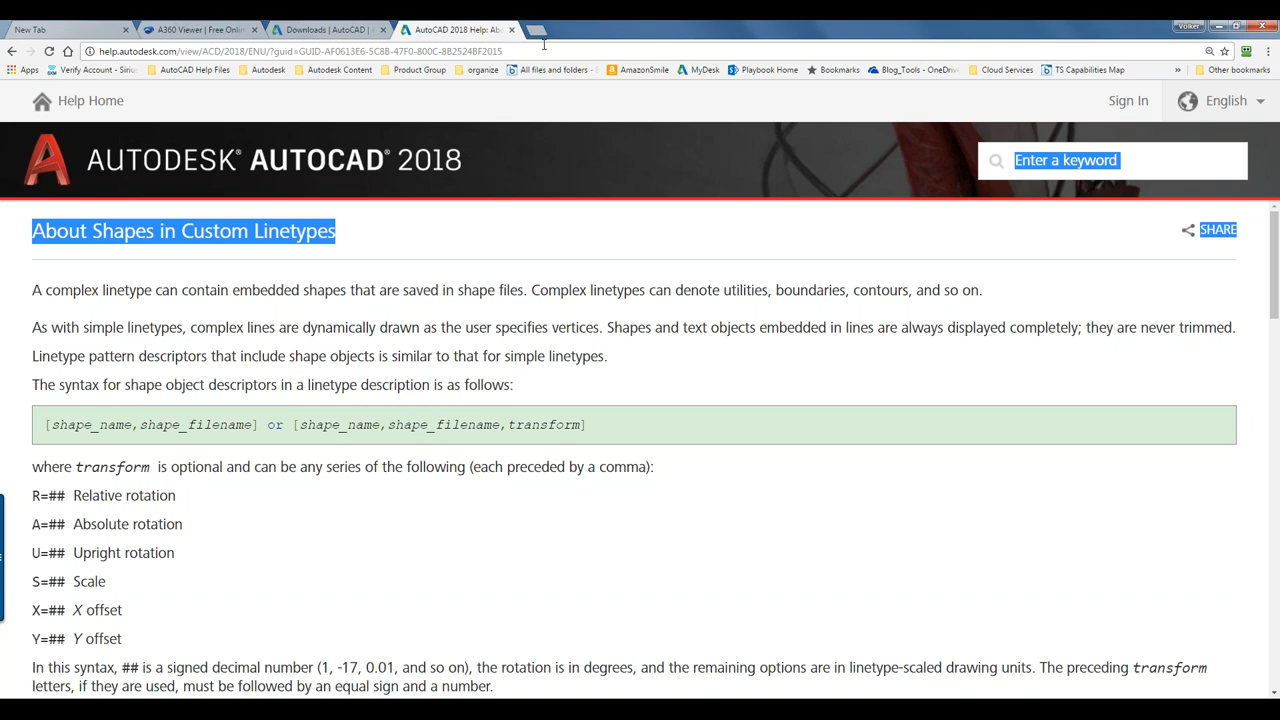 New Tab
A360 Viewer | Free Onlin
Downloads | AutoCAD |
AutoCAD 2018 Help: Abo
Volker
help.autodesk.com/view/ACD/2018/ENU/?guid=GUID-AF0613E6-5C8B-47F0-800C-8B2524BF2015
Apps
Verify Account - Sirius
AutoCAD Help Files
Autodesk
Autodesk Content
Product Group
organize
All files and folders -
AmazonSmile
MyDesk
Playbook Home
Bookmarks
Blog_Tools - OneDrive
Cloud Services
TS Capabilities Map
»
Other bookmarks
Help Home
Sign In
English
AUTODESK® AUTOCAD® 2018
Enter a keyword
About Shapes in Custom Linetypes
SHARE
A complex linetype can contain embedded shapes that are saved in shape files. Complex linetypes can denote utilities, boundaries, contours, and so on.
As with simple linetypes, complex lines are dynamically drawn as the user specifies vertices. Shapes and text objects embedded in lines are always displayed completely; they are never trimmed.
Linetype pattern descriptors that include shape objects is similar to that for simple linetypes.
The syntax for shape object descriptors in a linetype description is as follows:
[shape_name,shape_filename] or [shape_name,shape_filename,transform]
where transform is optional and can be any series of the following (each preceded by a comma):
R=## Relative rotation
A=## Absolute rotation
U=## Upright rotation
S=## Scale
X=## X offset
Y=## Y offset
In this syntax, ## is a signed decimal number (1, -17, 0.01, and so on), the rotation is in degrees, and the remaining options are in linetype-scaled drawing units. The preceding transform
letters, if they are used, must be followed by an equal sign and a number.